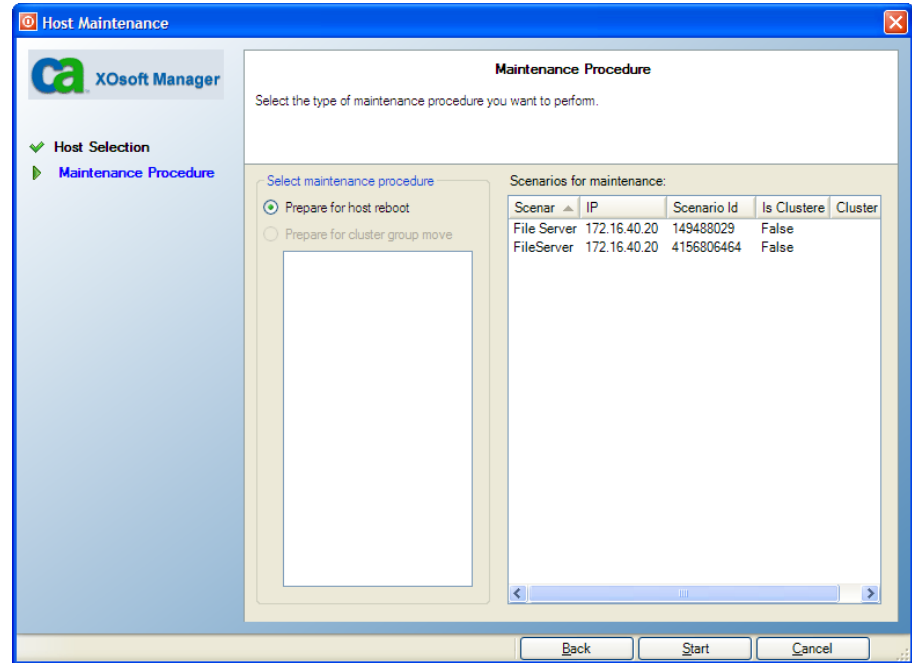 Host Maintenance
ca XOsoft Manager
Host Selection
Maintenance Procedure
Maintenance Procedure
Select the type of maintenance procedure you want to perform.
Select maintenance procedure
Prepare for host reboot
Prepare for cluster group move
Scenarios for maintenance:
Scenar IP Scenario Id Is Clustere Cluster
File Server 172.16.40.20 149488029 False
FileServer 172.16.40.20 4156806464 False
Back Start Cancel